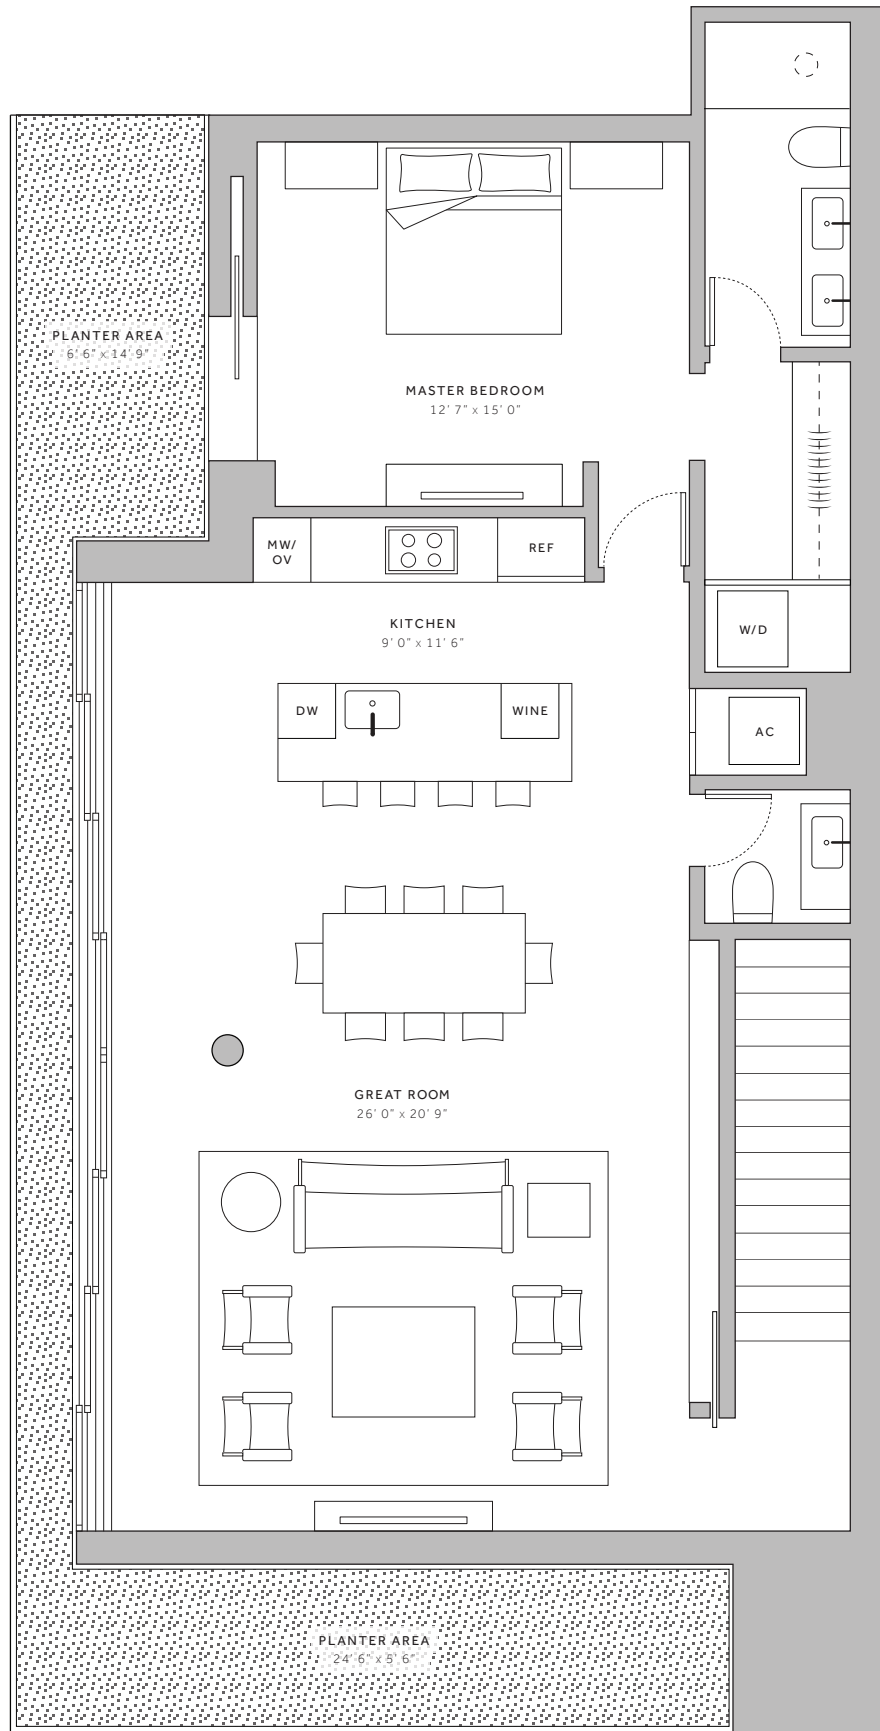 PLANTER AREA
6' 6" x 14' 9"
MASTER BEDROOM
12' 7" x 15' 0"
MW/
OV
REF
KITCHEN
9' 0" x 11' 6"
W/D
DW
WINE
AC
GREAT ROOM
26' 0" x 20' 9"
PLANTER AREA
24' 6" x 5' 6"